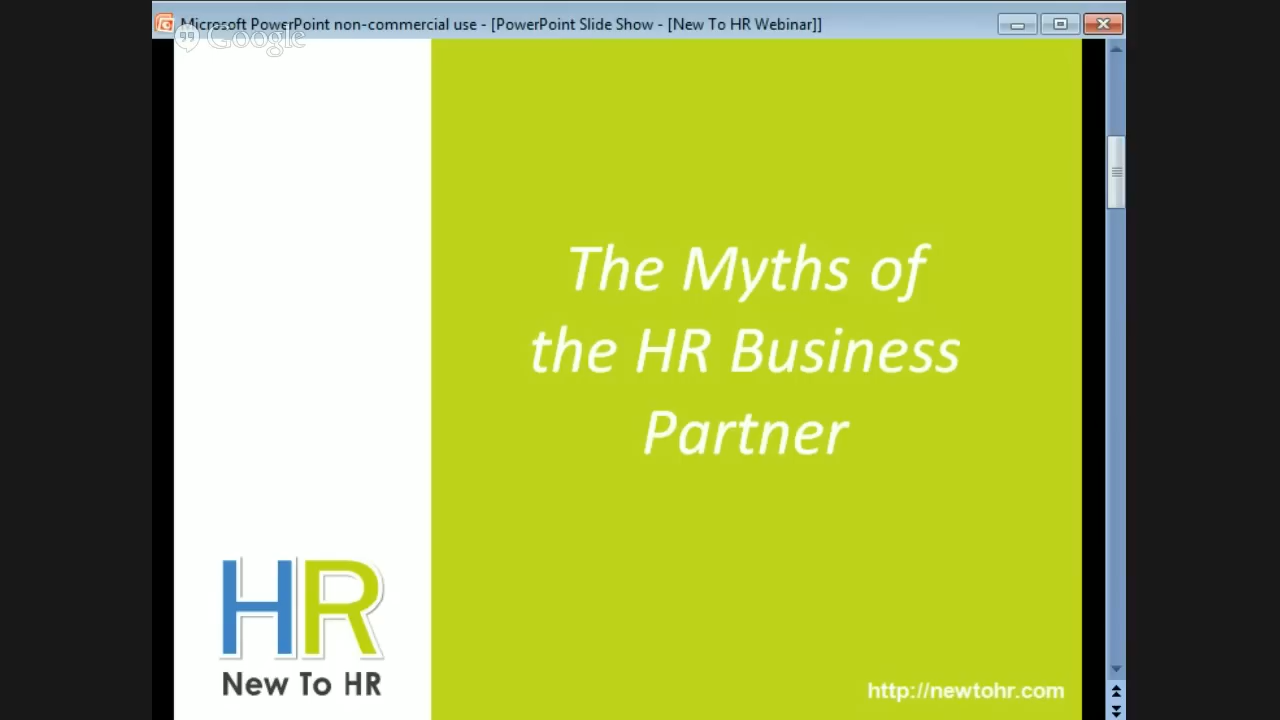 Microsoft PowerPoint non-commercial use - [PowerPoint Slide Show - [New To HR Webinar]]
Google
The Myths of
the HR Business
Partner
HR
New To HR
http://newtohr.com